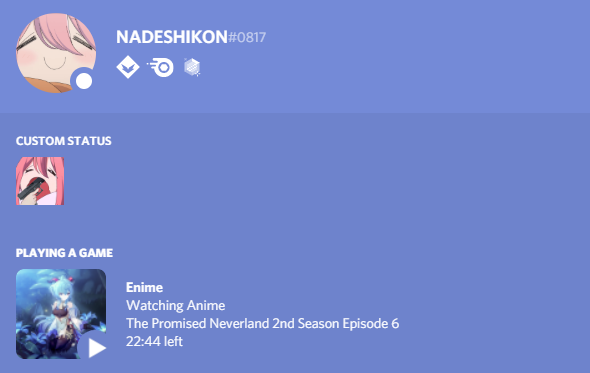 NADESHIKON#0817
CUSTOM STATUS
PLAYING A GAME
Enime
Watching Anime
The Promised Neverland 2nd Season Episode 6
22:44 left